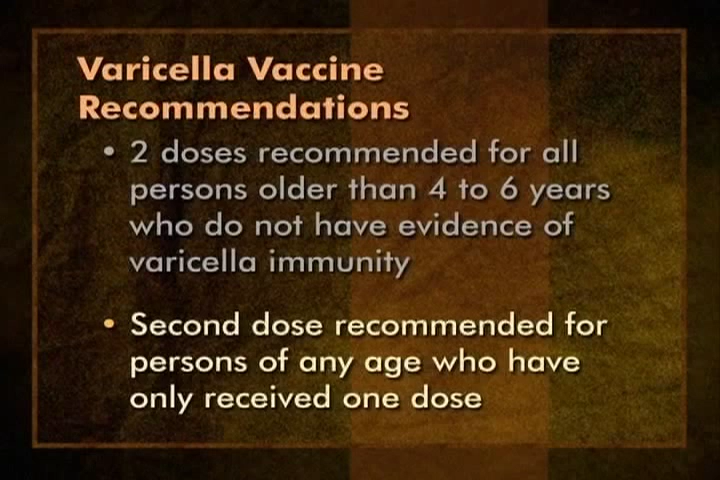 Varicella Vaccine
Recommendations
• 2 doses recommended for all
persons older than 4 to 6 years
who do not have evidence of
varicella immunity
• Second dose recommended for
persons of any age who have
only received one dose